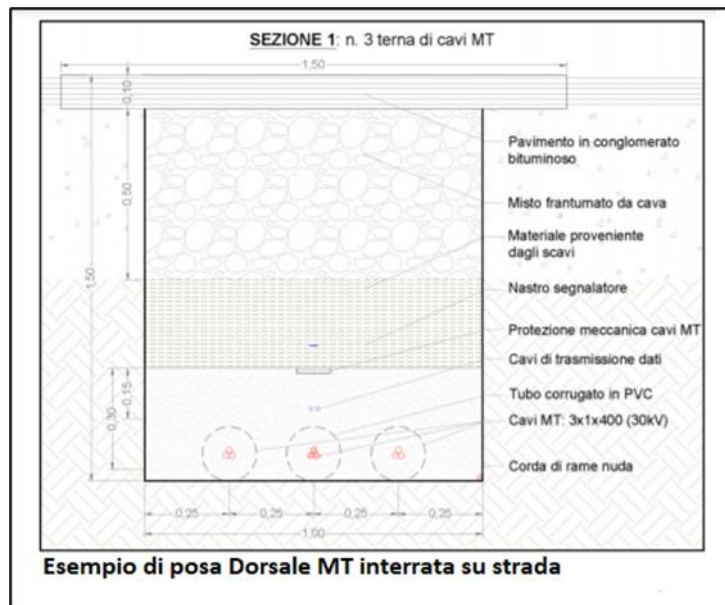 SEZIONE 1: n. 3 terna di cavi MT
1,50
0,10
Pavimento in conglomerato
bituminoso
0,50
Misto frantumato da cava
Materiale proveniente
dagli scavi
1,50
Nastro segnalatore
Protezione meccanica cavi MT
Cavi di trasmissione dati
0,15
0,30
Tubo corrugato in PVC
Cavi MT: 3x1x400 (30kV)
Corda di rame nuda
0,25 0,25 0,25 0,25
1,00
Esempio di posa Dorsale MT interrata su strada